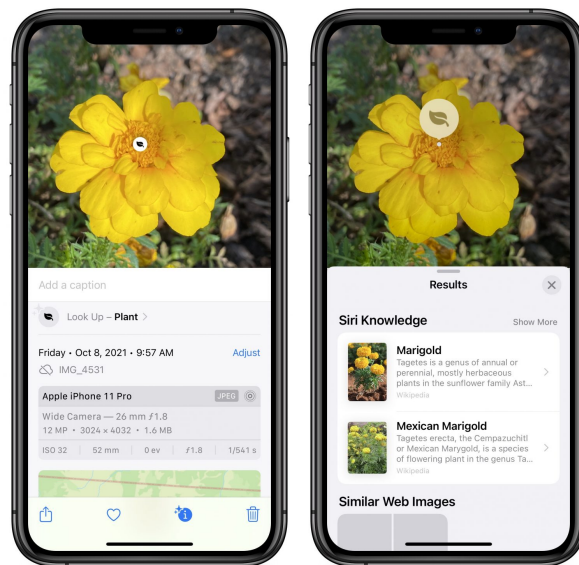 Add a caption
Look Up – Plant >
Friday • Oct 8, 2021 • 9:57 AM
Adjust
IMG_4531
Apple iPhone 11 Pro
JPEG
Wide Camera — 26 mm ƒ1.8
12 MP • 3024 × 4032 • 1.6 MB
ISO 32
52 mm
0 ev
ƒ1.8
1/541 s
Results
Siri Knowledge
Show More
Marigold
Tagetes is a genus of annual or
perennial, mostly herbaceous
plants in the sunflower family Ast...
Wikipedia
Mexican Marigold
Tagetes erecta, the Cempazuchitl
or Mexican Marygold, is a species
of flowering plant in the genus Ta...
Wikipedia
Similar Web Images